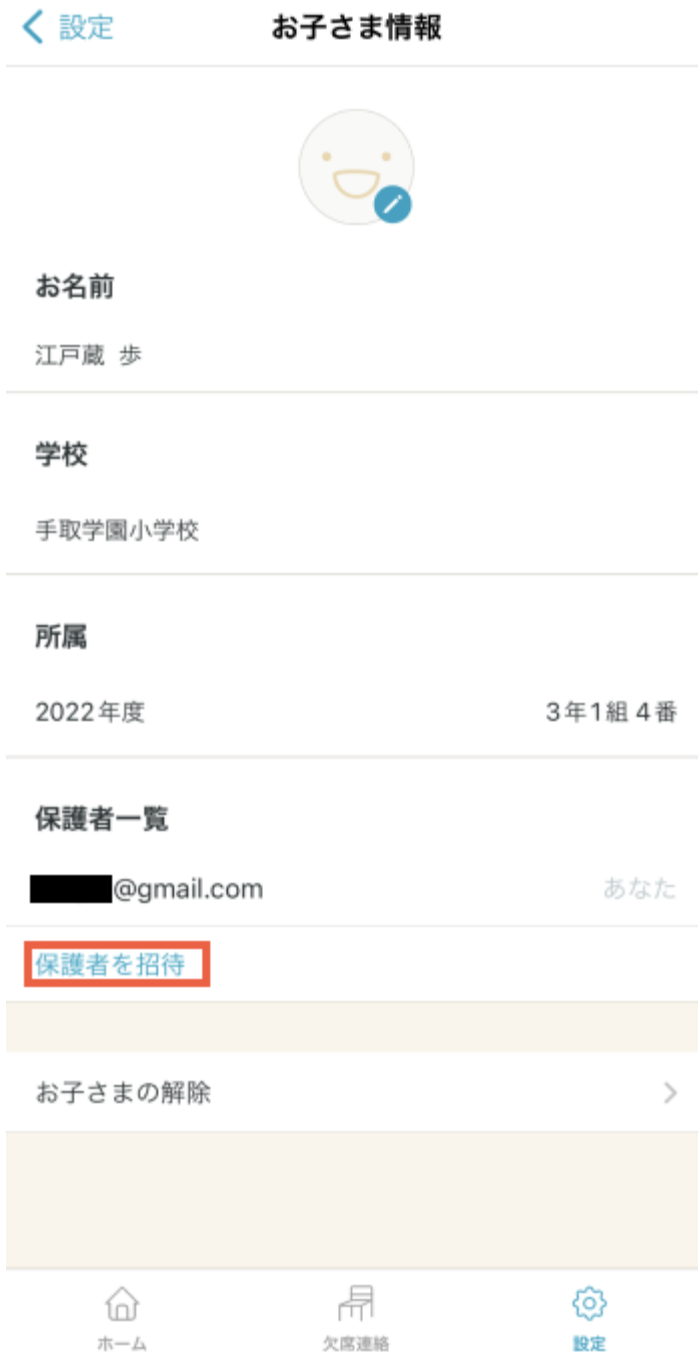 設定 お子さま情報
お名前
江戸蔵 歩
学校
手取学園小学校
所属
2022年度 3年1組4番
保護者一覧
@gmail.com あなた
保護者を招待
お子さまの解除
ホーム 欠席連絡 設定